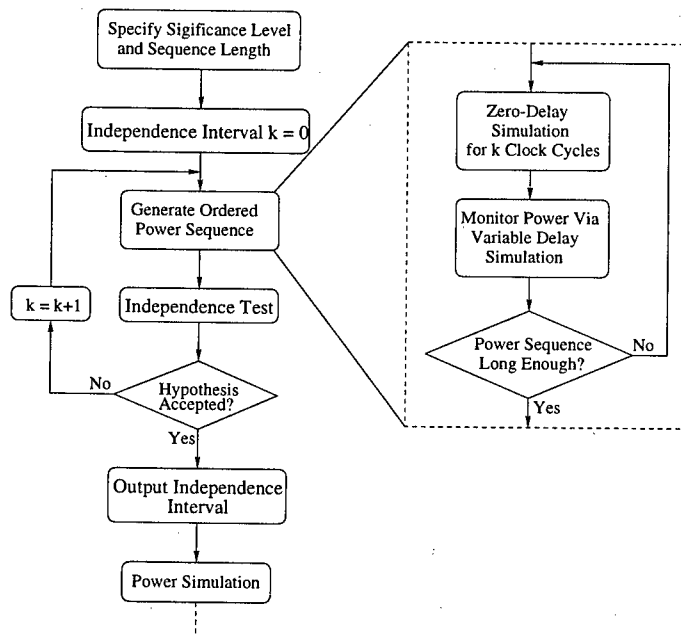 Specify Sigificance Level
and Sequence Length
Independence Interval k = 0
Generate Ordered
Power Sequence
k = k+1
Independence Test
No
Hypothesis
Accepted?
Yes
Output Independence
Interval
Power Simulation
Zero-Delay
Simulation
for k Clock Cycles
Monitor Power Via
Variable Delay
Simulation
Power Sequence
Long Enough?
No
Yes